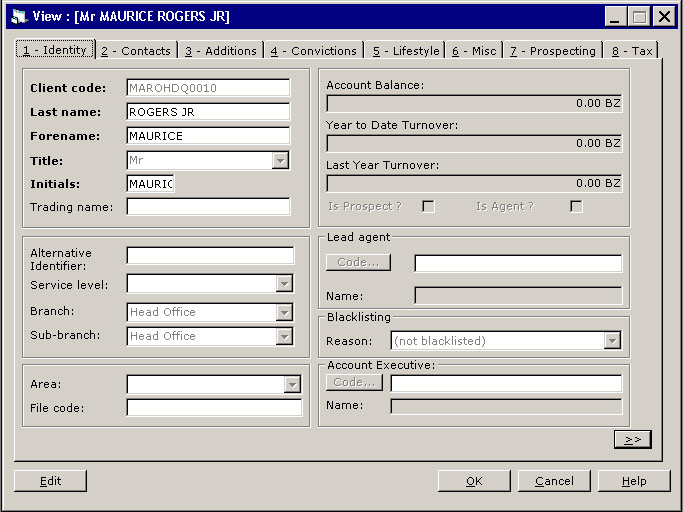 View : [Mr MAURICE ROGERS JR]
1 - Identity 2 - Contacts 3 - Additions 4 - Convictions 5 - Lifestyle 6 - Misc 7 - Prospecting 8 - Tax
Client code: MAROHDQ0010
Last name: ROGERS JR
Forename: MAURICE
Title: Mr
Initials: MAURIC
Trading name:
Alternative
Identifier:
Service level:
Branch: Head Office
Sub-branch: Head Office
Area:
File code:
Account Balance:
0.00 BZ
Year to Date Turnover:
0.00 BZ
Last Year Turnover:
0.00 BZ
Is Prospect ? Is Agent ?
Lead agent
Code...
Name:
Blacklisting
Reason: (not blacklisted)
Account Executive:
Code...
Name:
>>
Edit OK Cancel Help